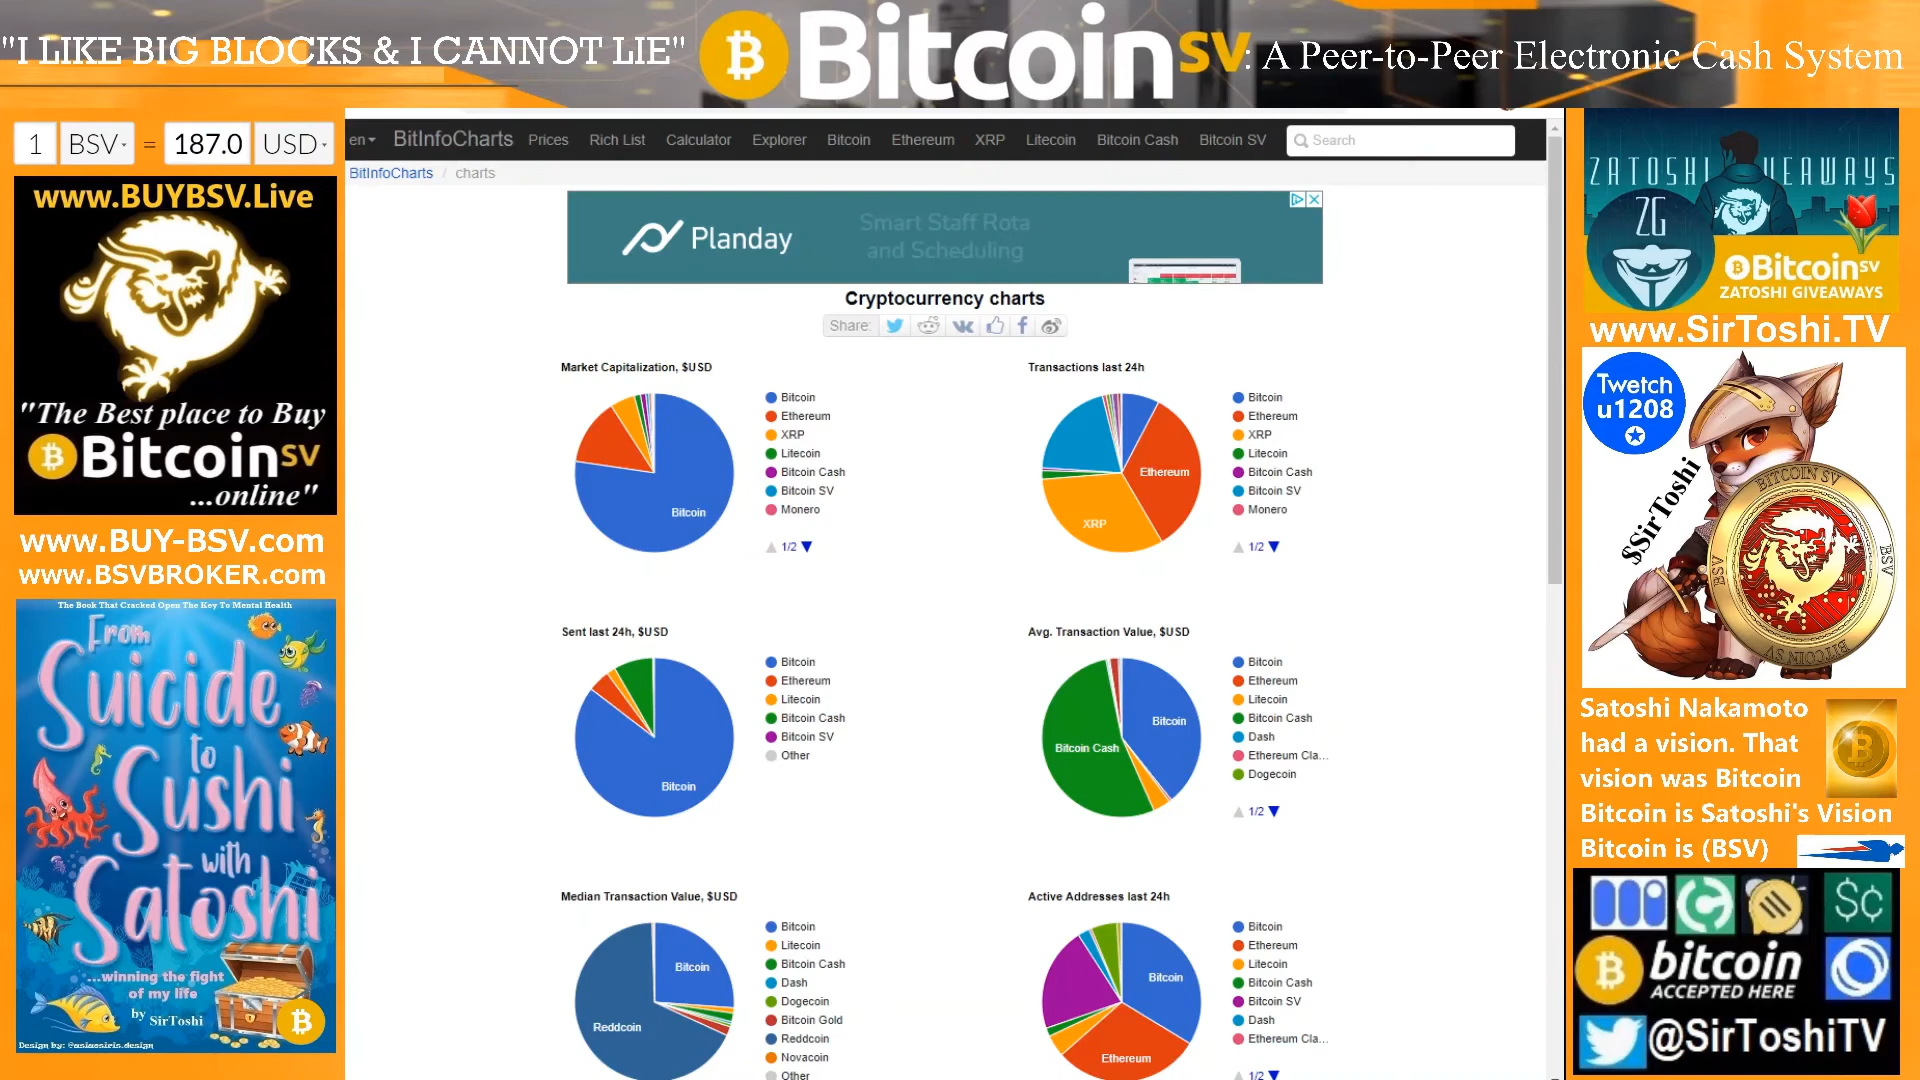 "I LIKE BIG BLOCKS & I CANNOT LIE"
Bitcoin SV : A Peer-to-Peer Electronic Cash System
1 BSV = 187.0 USD
www.BUYBSV.Live
"The Best place to Buy
Bitcoin SV
...online"
www.BUY-BSV.com
www.BSVBROKER.com
The Book That Cracked Open The Key To Mental Health
From
Suicide
to
Sushi
with
Satoshi
...winning the fight
of my life
by SirToshi
Design by: @asiaosiris.design
en BitInfoCharts Prices Rich List Calculator Explorer Bitcoin Ethereum XRP Litecoin Bitcoin Cash Bitcoin SV Search
BitInfoCharts / charts
Planday
Smart Staff Rota
and Scheduling
Cryptocurrency charts
Share:
Market Capitalization, $USD
Bitcoin
Bitcoin
Ethereum
XRP
Litecoin
Bitcoin Cash
Bitcoin SV
Monero
1/2
Transactions last 24h
Ethereum
XRP
Bitcoin
Ethereum
XRP
Litecoin
Bitcoin Cash
Bitcoin SV
Monero
1/2
Sent last 24h, $USD
Bitcoin
Bitcoin
Ethereum
Litecoin
Bitcoin Cash
Bitcoin SV
Other
Avg. Transaction Value, $USD
Bitcoin
Bitcoin Cash
Bitcoin
Ethereum
Litecoin
Bitcoin Cash
Dash
Ethereum Cla...
Dogecoin
1/2
Median Transaction Value, $USD
Bitcoin
Reddcoin
Bitcoin
Litecoin
Bitcoin Cash
Dash
Dogecoin
Bitcoin Gold
Reddcoin
Novacoin
Other
Active Addresses last 24h
Bitcoin
Ethereum
Bitcoin
Ethereum
Litecoin
Bitcoin Cash
Bitcoin SV
Dash
Ethereum Cla...
1/2
ZG
Bitcoin SV
ZATOSHI GIVEAWAYS
www.SirToshi.TV
Twetch
u1208
$SirToshi
BITCOIN SV
BSV
BSV
BITCOIN SV
Satoshi Nakamoto
had a vision. That
vision was Bitcoin
Bitcoin is Satoshi's Vision
Bitcoin is (BSV)
bitcoin
ACCEPTED HERE
@SirToshiTV